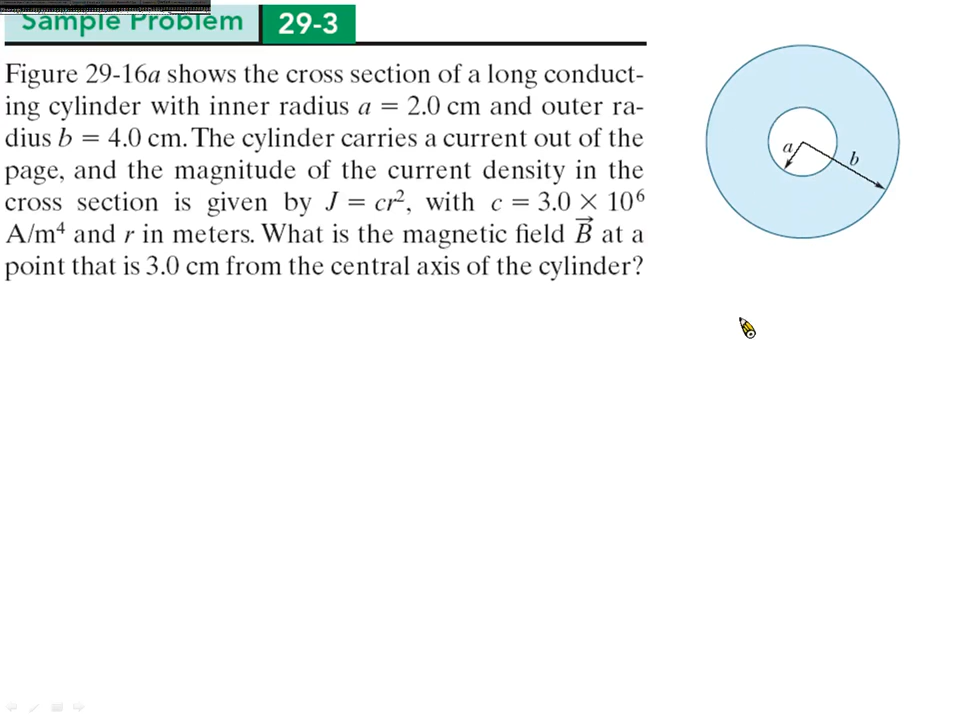 Sample Problem 29-3
Figure 29-16a shows the cross section of a long conduct-
ing cylinder with inner radius a = 2.0 cm and outer ra-
dius b = 4.0 cm. The cylinder carries a current out of the
page, and the magnitude of the current density in the
cross section is given by J = cr², with c = 3.0 × 10⁶
A/m⁴ and r in meters. What is the magnetic field B⃗ at a
point that is 3.0 cm from the central axis of the cylinder?
a
b